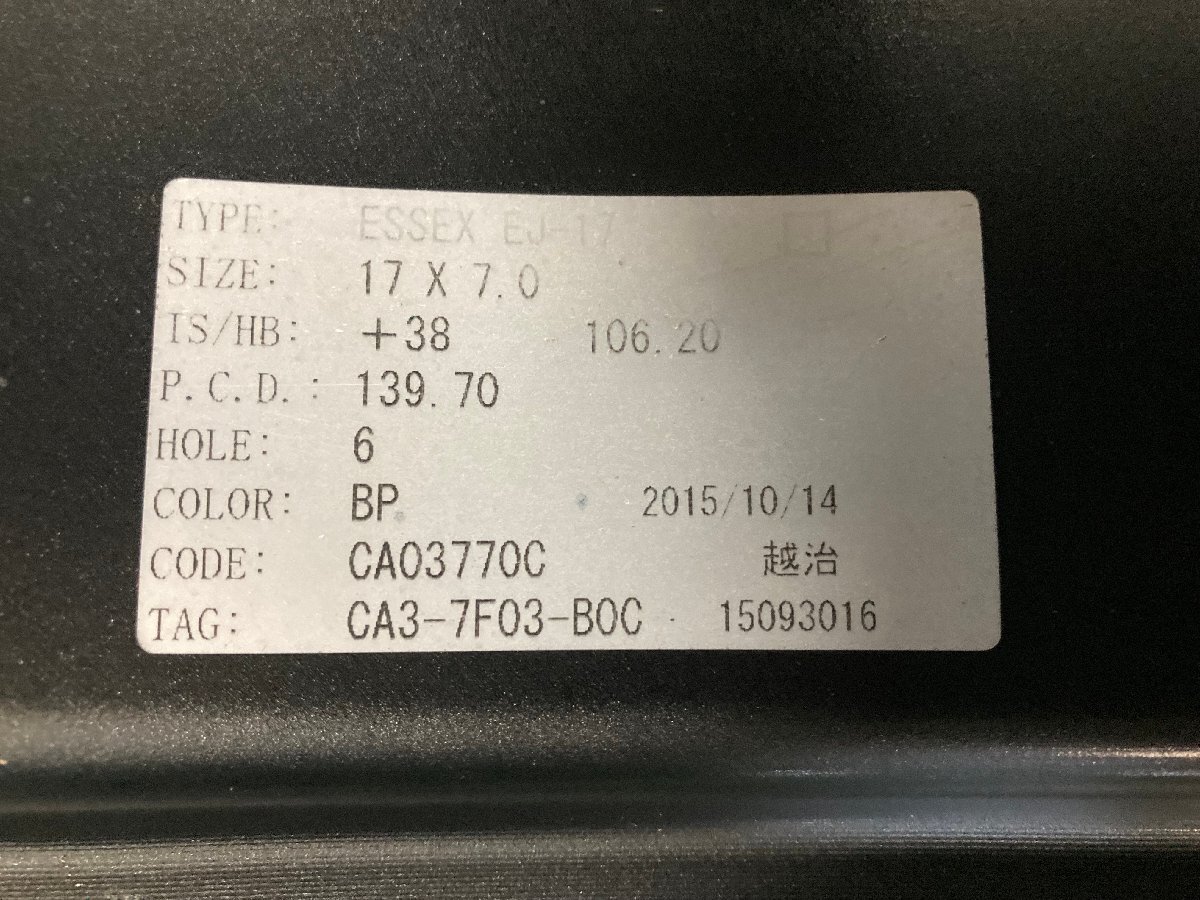 TYPE: ESSEX EJ-17
SIZE: 17 X 7.0
IS/HB: +38 106.20
P.C.D.: 139.70
HOLE: 6
COLOR: BP 2015/10/14
CODE: CA03770C 越治
TAG: CA3-7F03-B0C 15093016